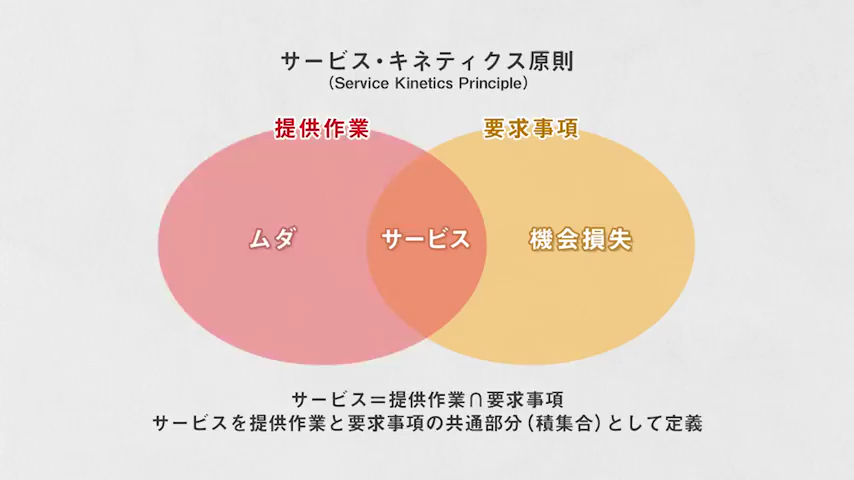 サービス・キネティクス原則
（Service Kinetics Principle）
提供作業
要求事項
ムダ
サービス
機会損失
サービス＝提供作業∩要求事項
サービスを提供作業と要求事項の共通部分（積集合）として定義